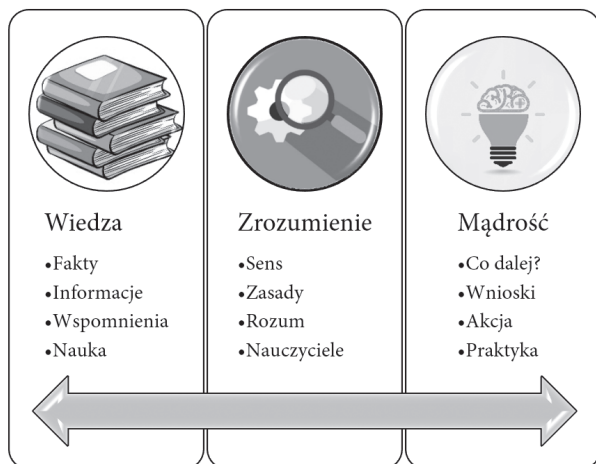 Wiedza
•Fakty
•Informacje
•Wspomnienia
•Nauka
Zrozumienie
•Sens
•Zasady
•Rozum
•Nauczyciele
Mądrość
•Co dalej?
•Wnioski
•Akcja
•Praktyka